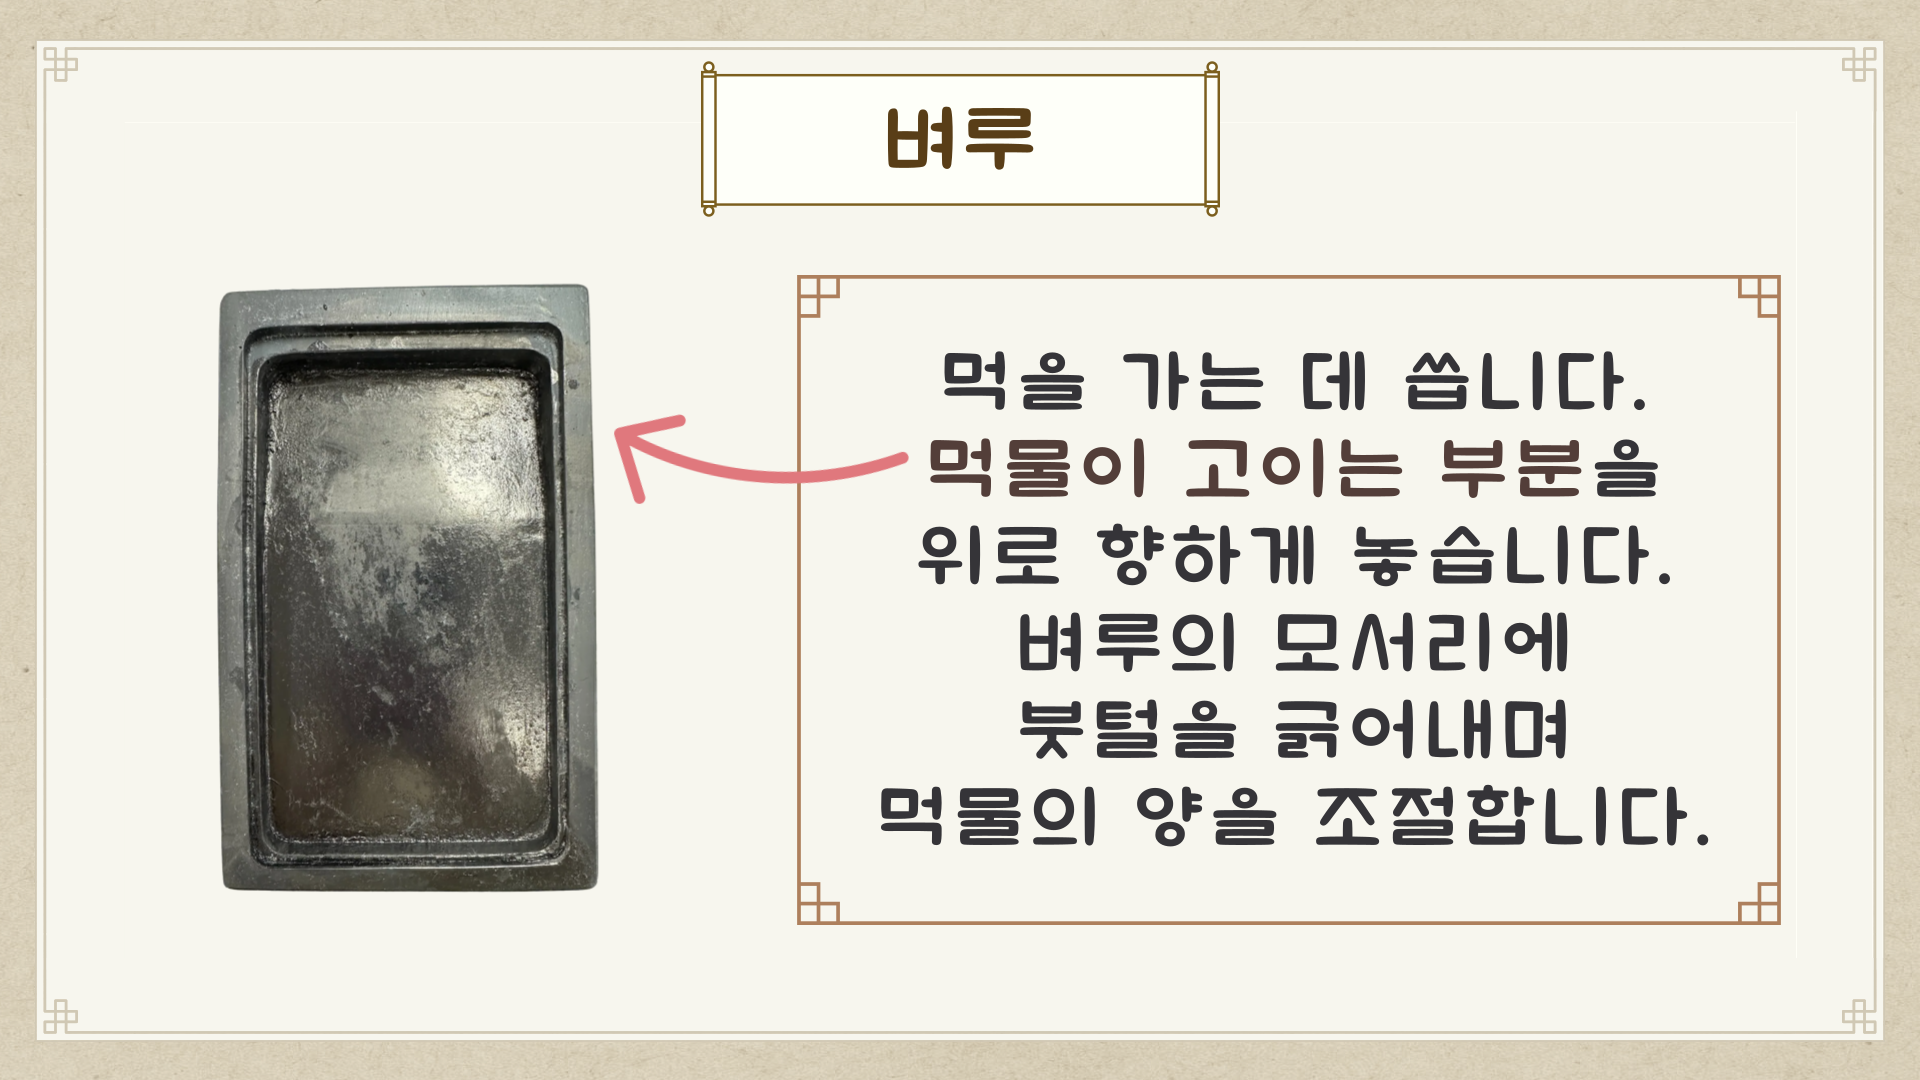 벼루
먹을 가는 데 씁니다.
먹물이 고이는 부분을
위로 향하게 놓습니다.
벼루의 모서리에
붓털을 긁어내며
먹물의 양을 조절합니다.